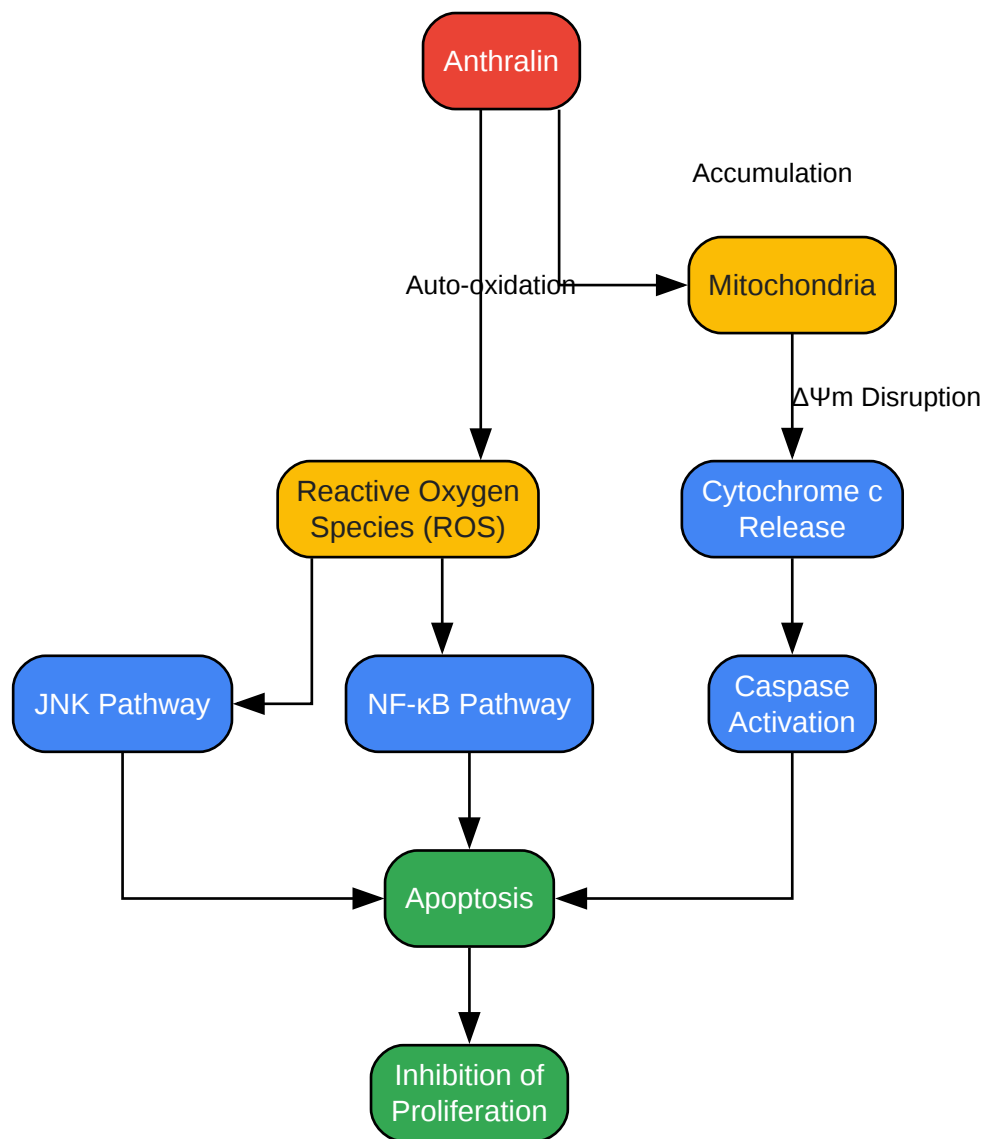 Anthralin
Accumulation
Auto-oxidation
Mitochondria
ΔΨm Disruption
Reactive Oxygen
Species (ROS)
Cytochrome c
Release
JNK Pathway
NF-κB Pathway
Caspase
Activation
Apoptosis
Inhibition of
Proliferation